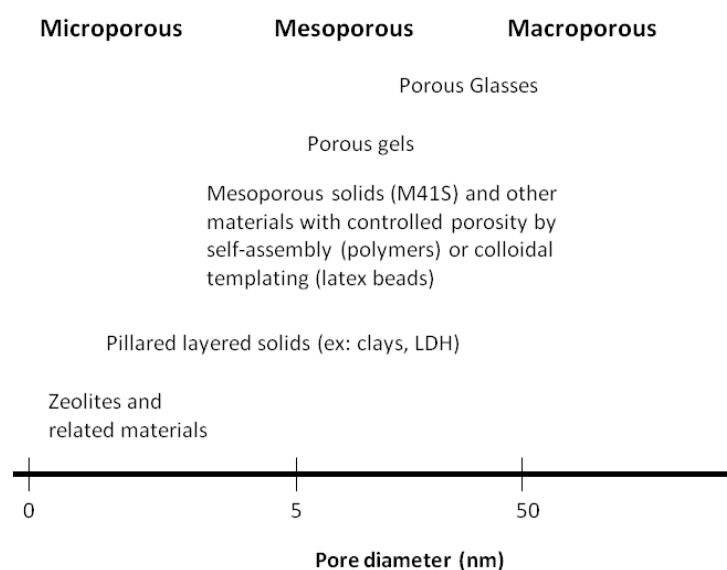 Microporous Mesoporous Macroporous
Porous Glasses
Porous gels
Mesoporous solids (M41S) and other
materials with controlled porosity by
self-assembly (polymers) or colloidal
templating (latex beads)
Pillared layered solids (ex: clays, LDH)
Zeolites and
related materials
0 5 50
Pore diameter (nm)